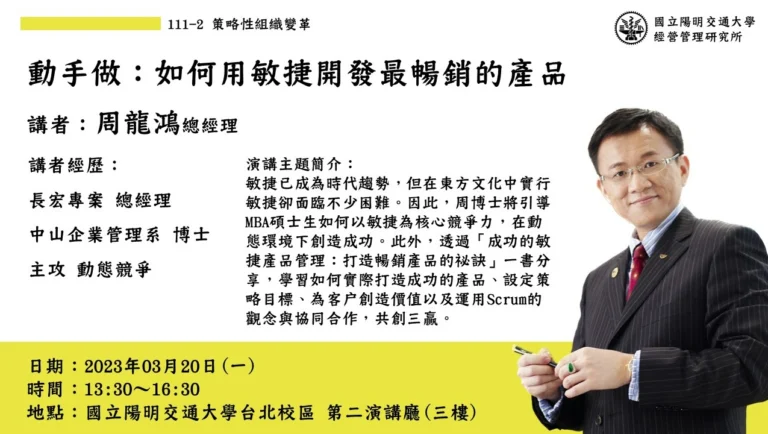 111-2 策略性組織變革
國立陽明交通大學
經營管理研究所
動手做：如何用敏捷開發最暢銷的產品
講者：周龍鴻總經理
講者經歷：
長宏專案 總經理
中山企業管理系 博士
主攻 動態競爭
演講主題簡介：
敏捷已成為時代趨勢，但在東方文化中實行
敏捷卻面臨不少困難。因此，周博士將引導
MBA碩士生如何以敏捷為核心競爭力，在動
態環境下創造成功。此外，透過「成功的敏
捷產品管理：打造暢銷產品的祕訣」一書分
享，學習如何實際打造成功的產品、設定策
略目標、為客户創造價值以及運用Scrum的
觀念與協同合作，共創三贏。
日期：2023年03月20日(一)
時間：13:30～16:30
地點：國立陽明交通大學台北校區 第二演講廳(三樓)